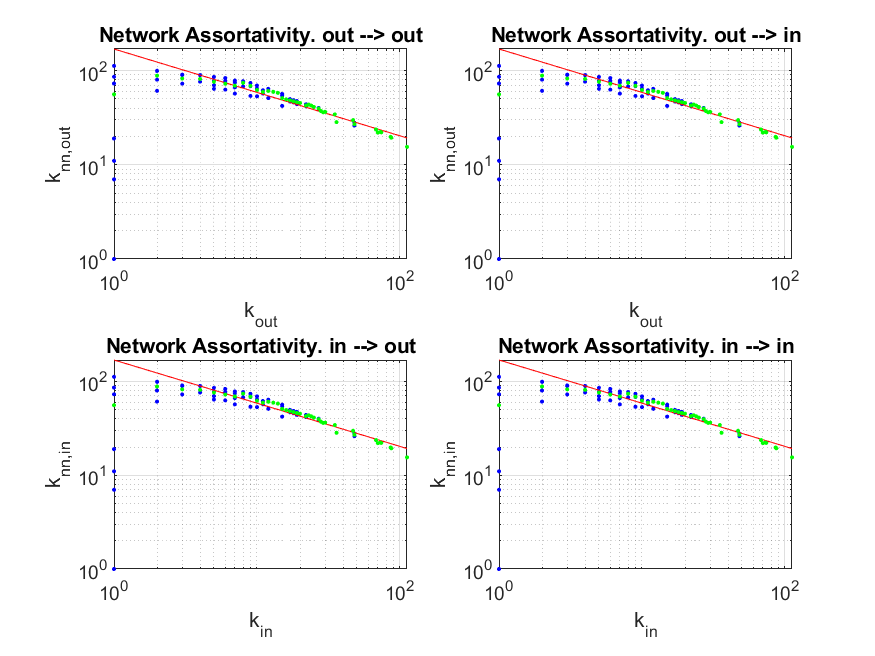 Network Assortativity. out --> out
Network Assortativity. out --> in
10^2
10^1
10^0
k_nn,out
10^0
10^2
k_out
10^2
10^1
10^0
k_nn,out
10^0
10^2
k_out
Network Assortativity. in --> out
Network Assortativity. in --> in
10^2
10^1
10^0
k_nn,in
10^0
10^2
k_in
10^2
10^1
10^0
k_nn,in
10^0
10^2
k_in